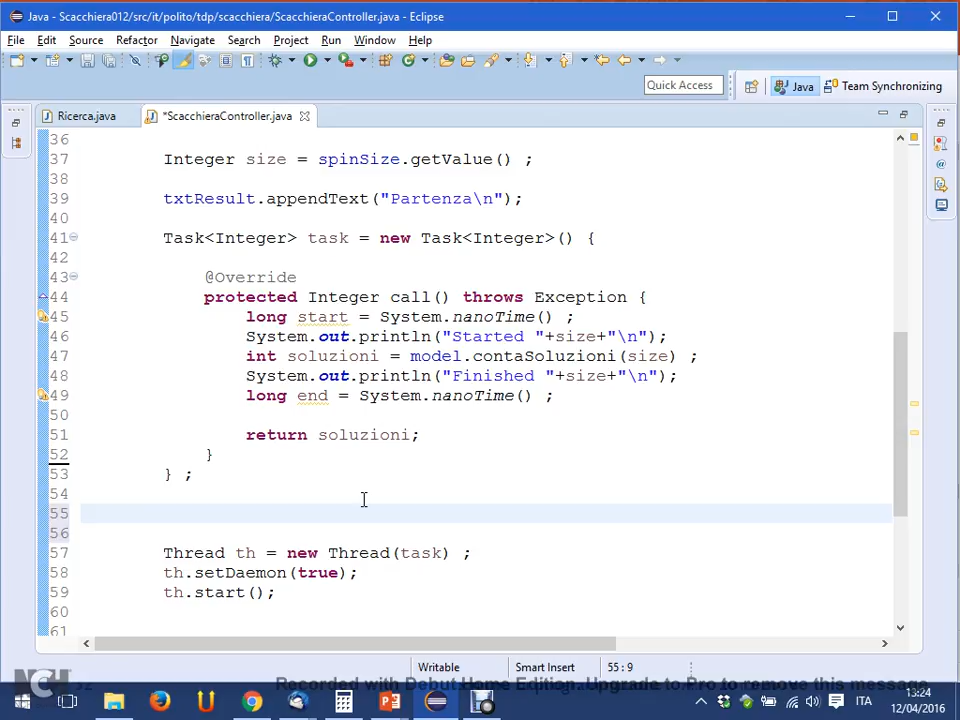 Java - Scacchiera012/src/it/polito/tdp/scacchiera/ScacchieraController.java - Eclipse
File Edit Source Refactor Navigate Search Project Run Window Help
Quick Access
Java
Team Synchronizing
Ricerca.java
*ScacchieraController.java
36
37 Integer size = spinSize.getValue() ;
38
39 txtResult.appendText("Partenza\n");
40
41 Task<Integer> task = new Task<Integer>() {
42
43 @Override
44 protected Integer call() throws Exception {
45 long start = System.nanoTime() ;
46 System.out.println("Started "+size+"\n");
47 int soluzioni = model.contaSoluzioni(size) ;
48 System.out.println("Finished "+size+"\n");
49 long end = System.nanoTime() ;
50
51 return soluzioni;
52 }
53 } ;
54
55
56
57 Thread th = new Thread(task) ;
58 th.setDaemon(true);
59 th.start();
60
61
Writable
Smart Insert
55 : 9
NCH
Recorded with Debut Home Edition. Upgrade to Pro to remove this message
ITA
13:24
12/04/2016